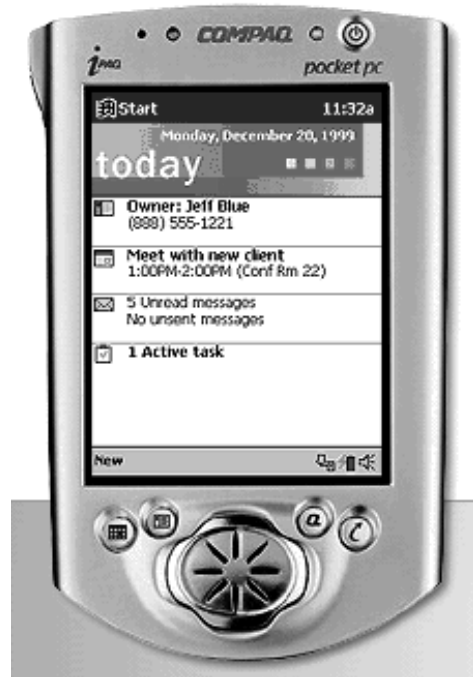 COMPAQ
iPAQ
pocket pc
Start 11:32a
Monday, December 20, 1999
today
Owner: Jeff Blue
(888) 555-1221
Meet with new client
1:00PM-2:00PM (Conf Rm 22)
5 Unread messages
No unsent messages
1 Active task
New
a